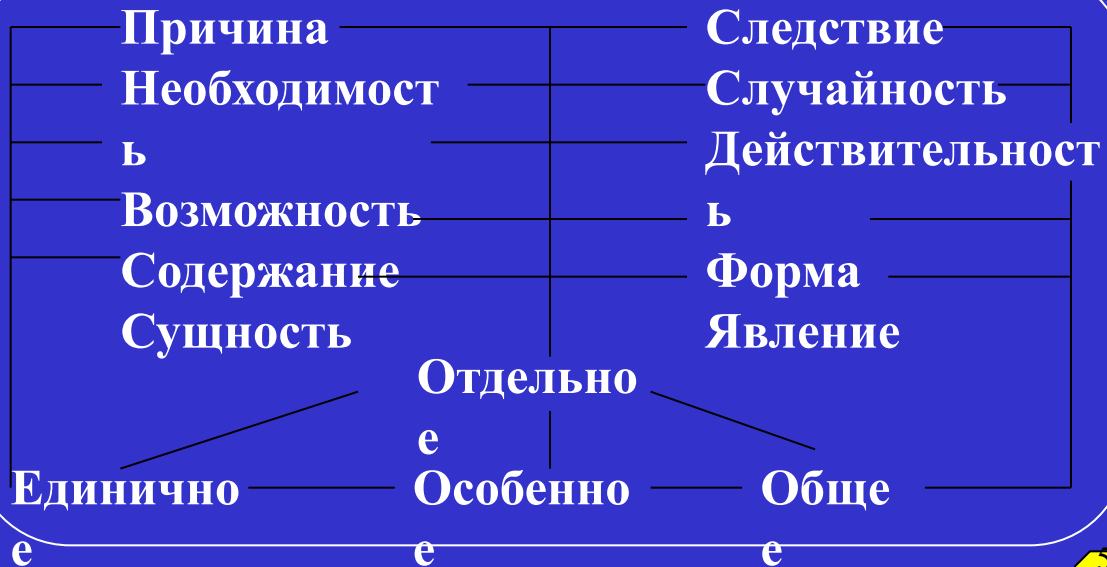 Причина
Необходимост
ь
Возможность
Содержание
Сущность
Следствие
Случайность
Действительност
ь
Форма
Явление
Отдельно
е
Единично
е
Особенно
е
Обще
е